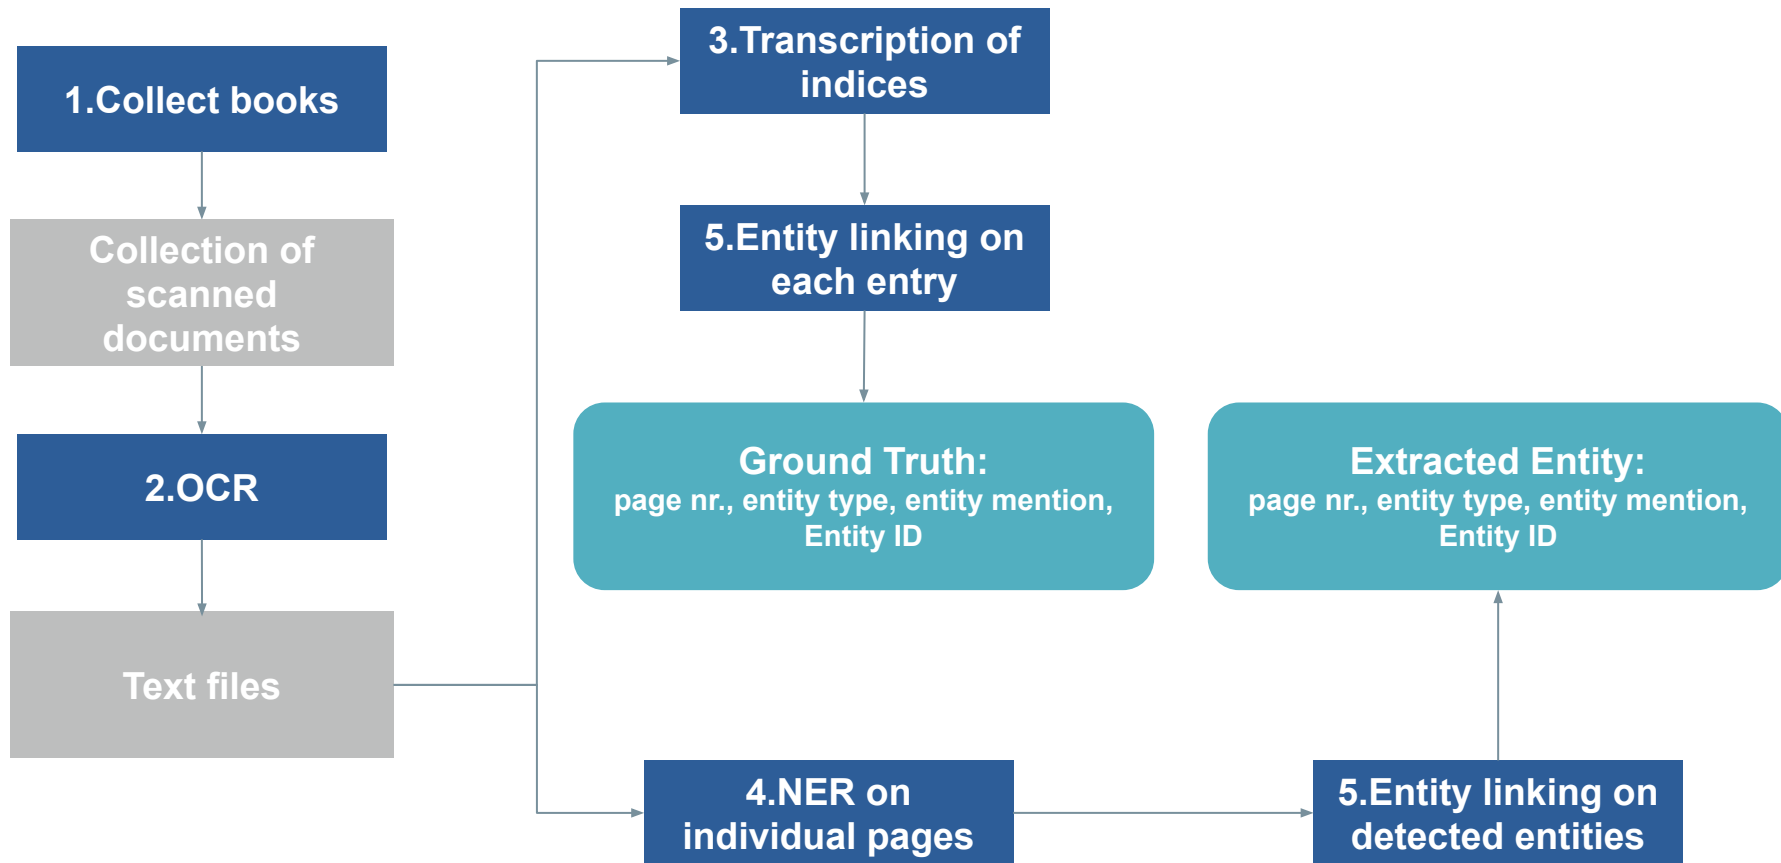 1.Collect books
Collection of
scanned
documents
2.OCR
Text files
3.Transcription of
indices
5.Entity linking on
each entry
Ground Truth:
page nr., entity type, entity mention,
Entity ID
4.NER on
individual pages
5.Entity linking on
detected entities
Extracted Entity:
page nr., entity type, entity mention,
Entity ID